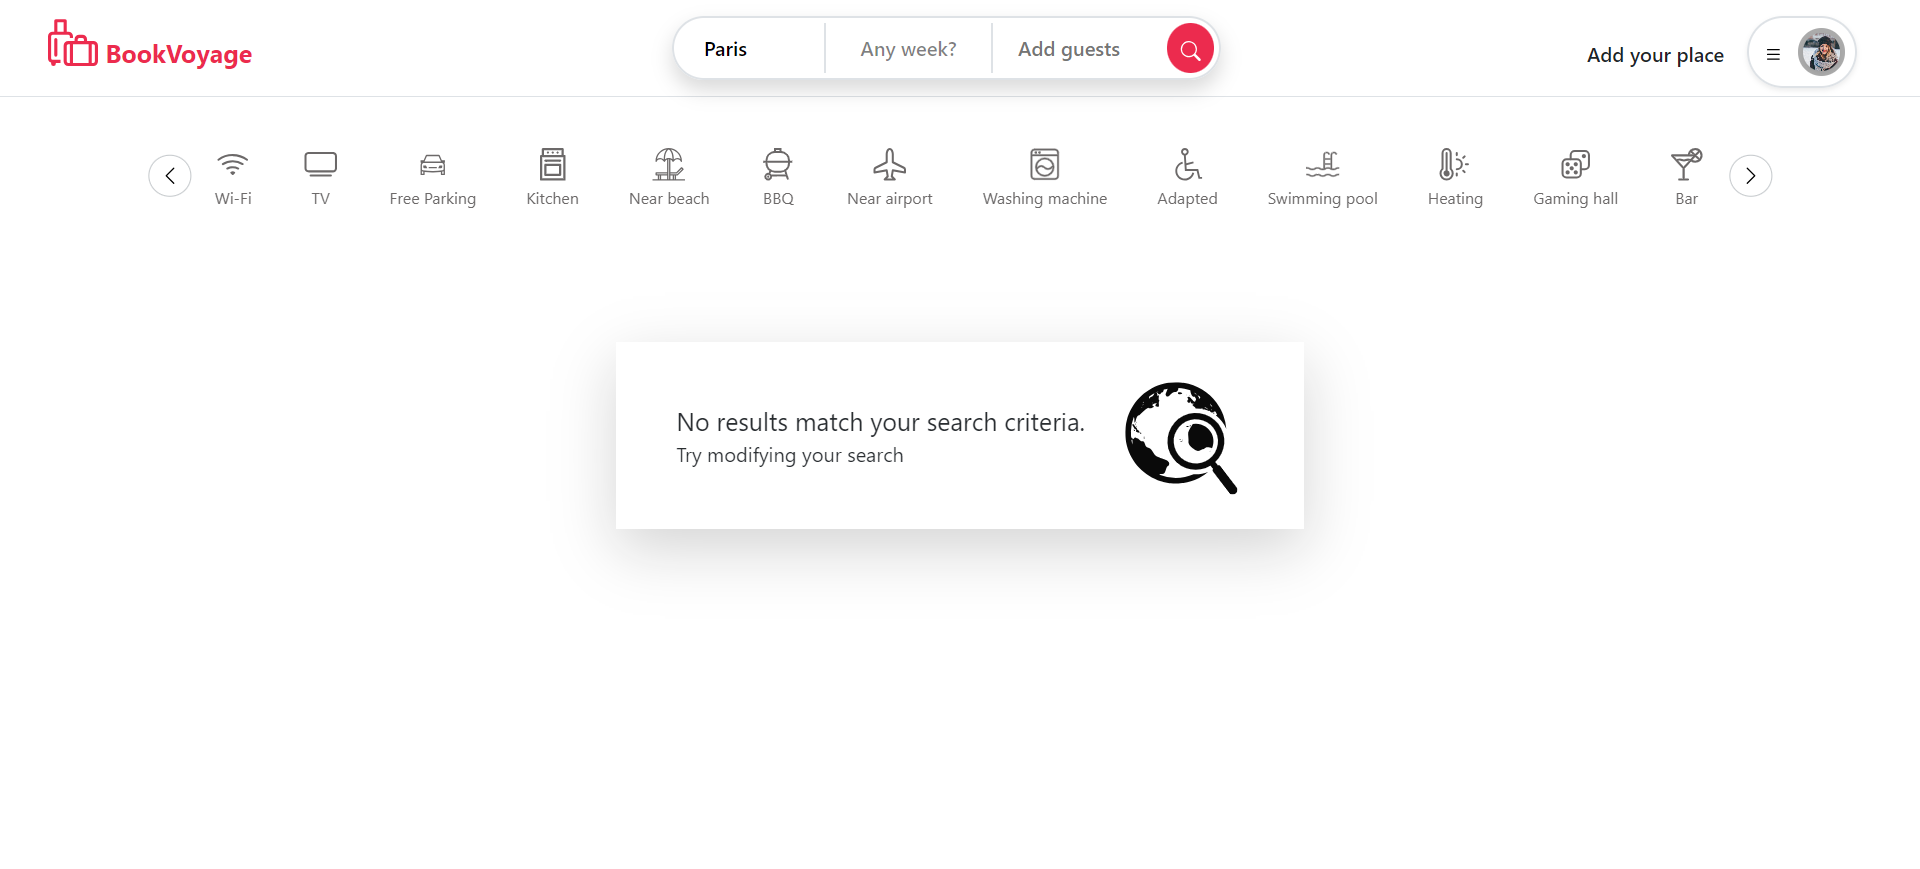 BookVoyage
Paris
Any week?
Add guests
Add your place
Wi-Fi
TV
Free Parking
Kitchen
Near beach
BBQ
Near airport
Washing machine
Adapted
Swimming pool
Heating
Gaming hall
Bar
No results match your search criteria.
Try modifying your search